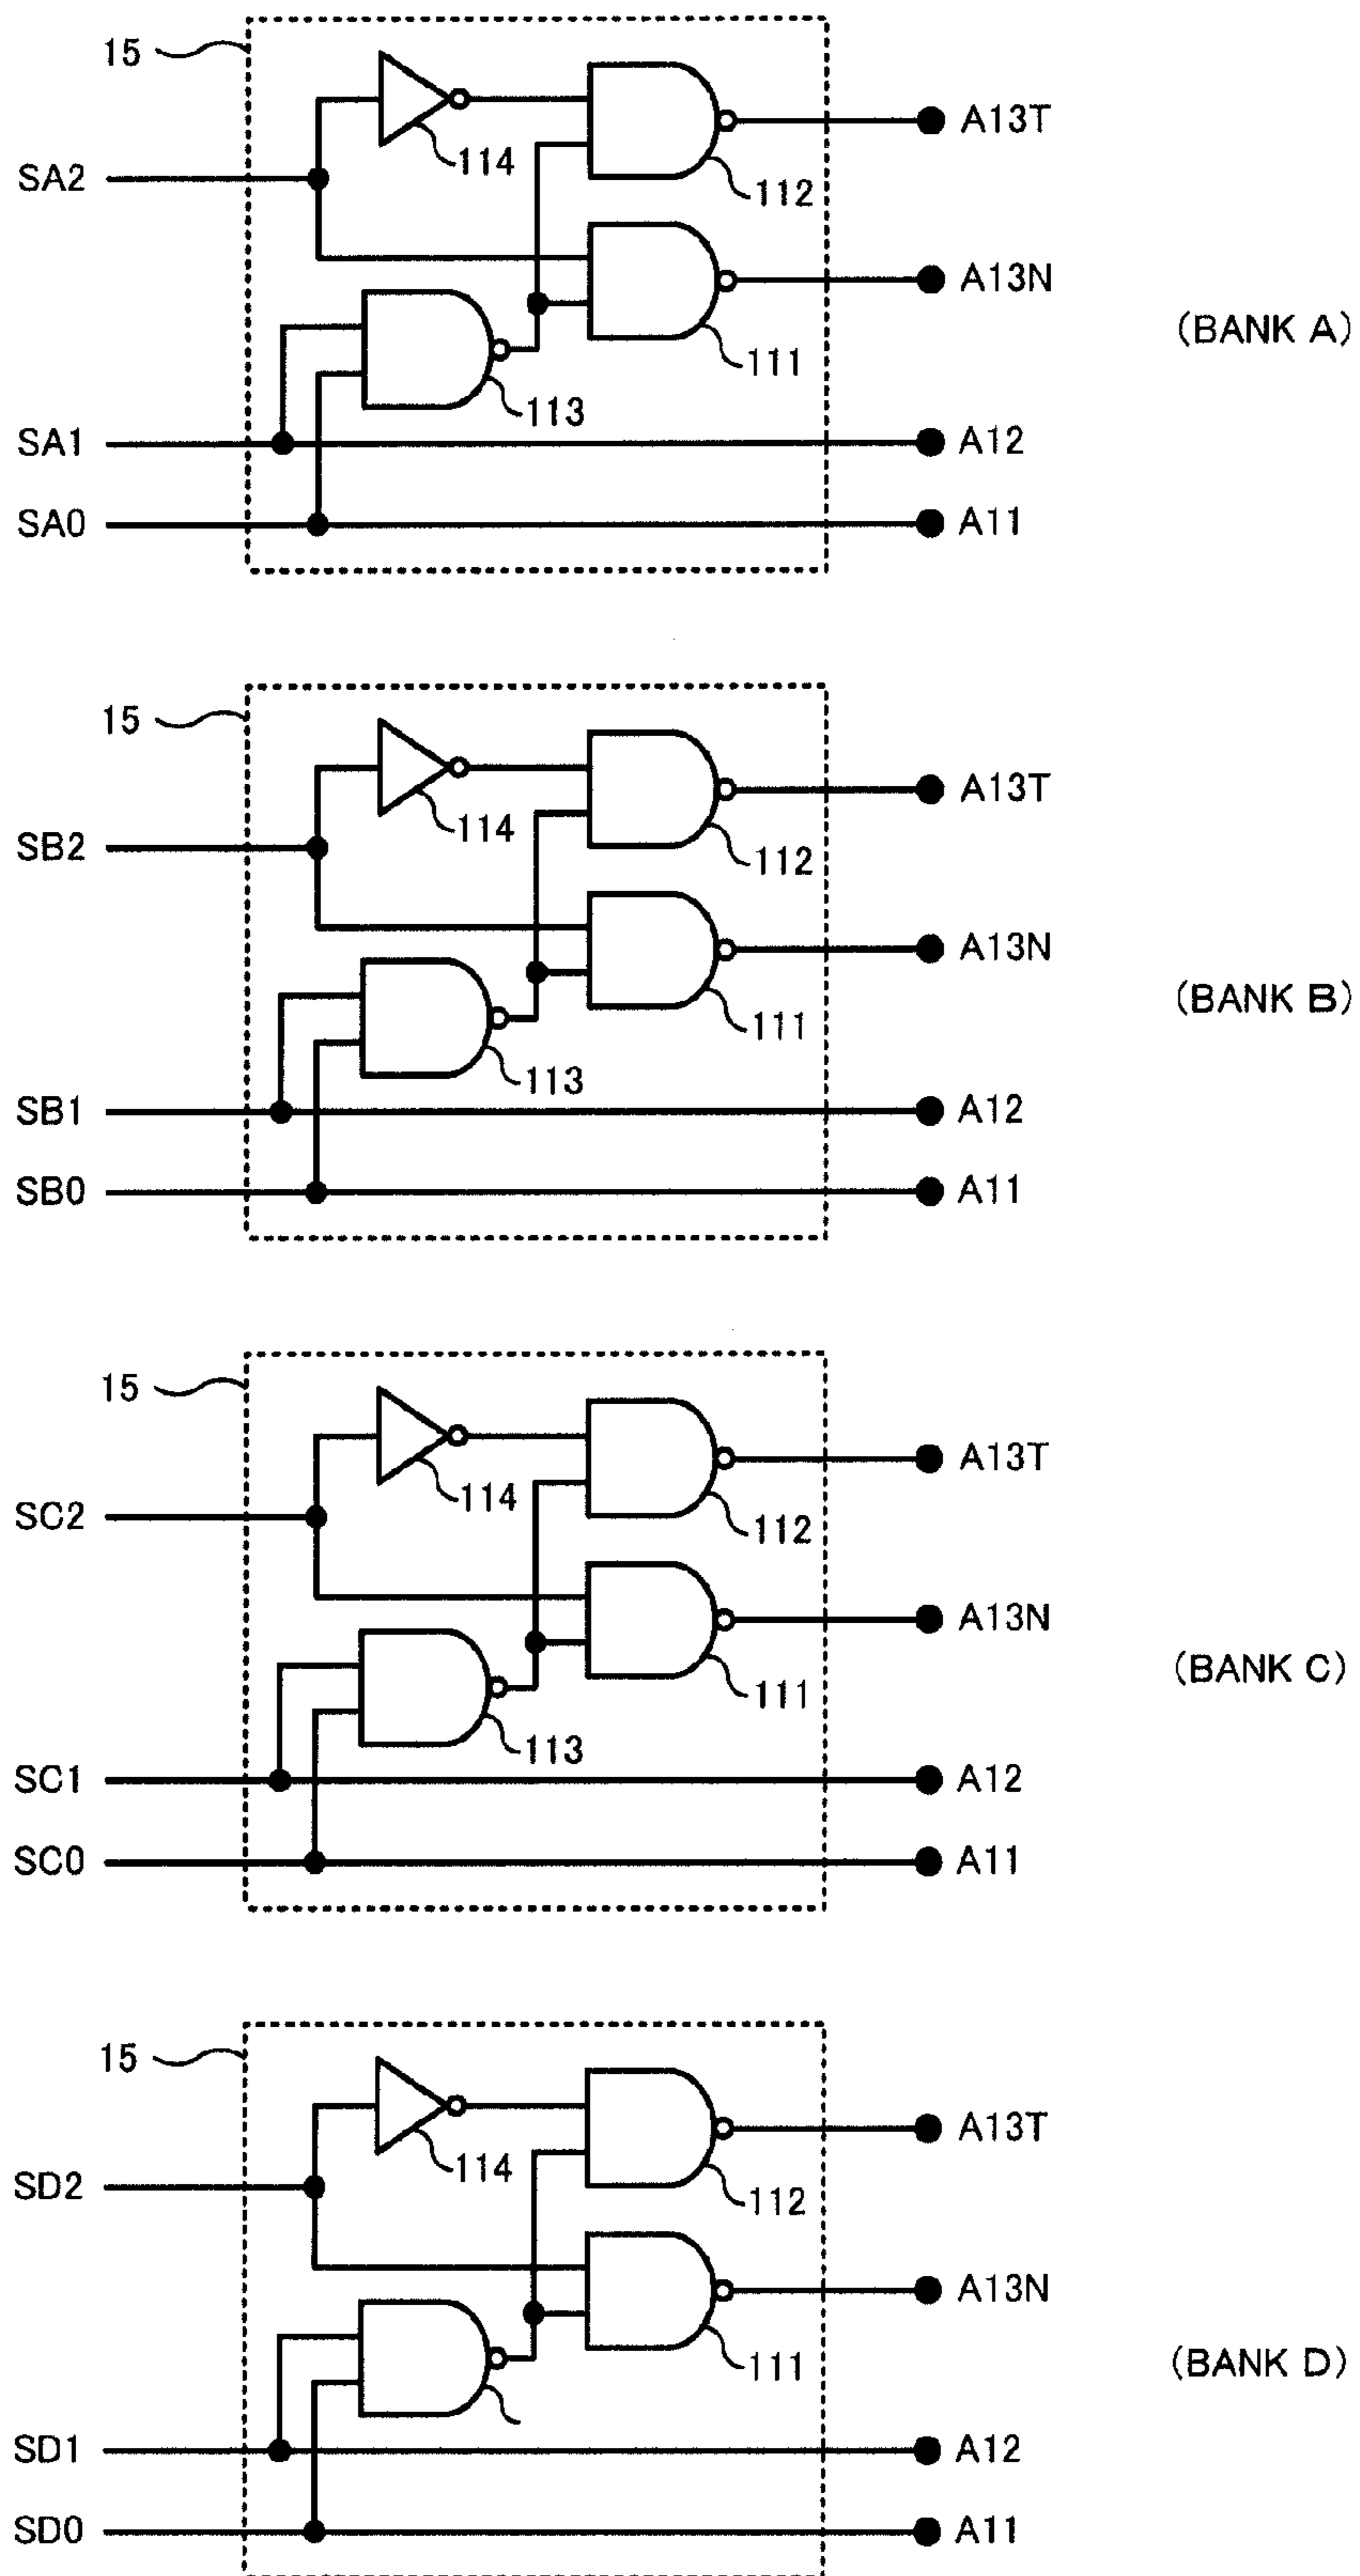 15
114
A13T
SA2
112
A13N
(BANK A)
111
113
SA1
A12
SA0
A11
15
A13T
114
SB2
112
A13N
(BANK B)
111
113
SB1
A12
SB0
A11
15
A13T
114
SC2
112
A13N
(BANK C)
111
113
SC1
A12
SC0
A11
15
A13T
114
SD2
112
A13N
(BANK D)
111
SD1
A12
SD0
A11